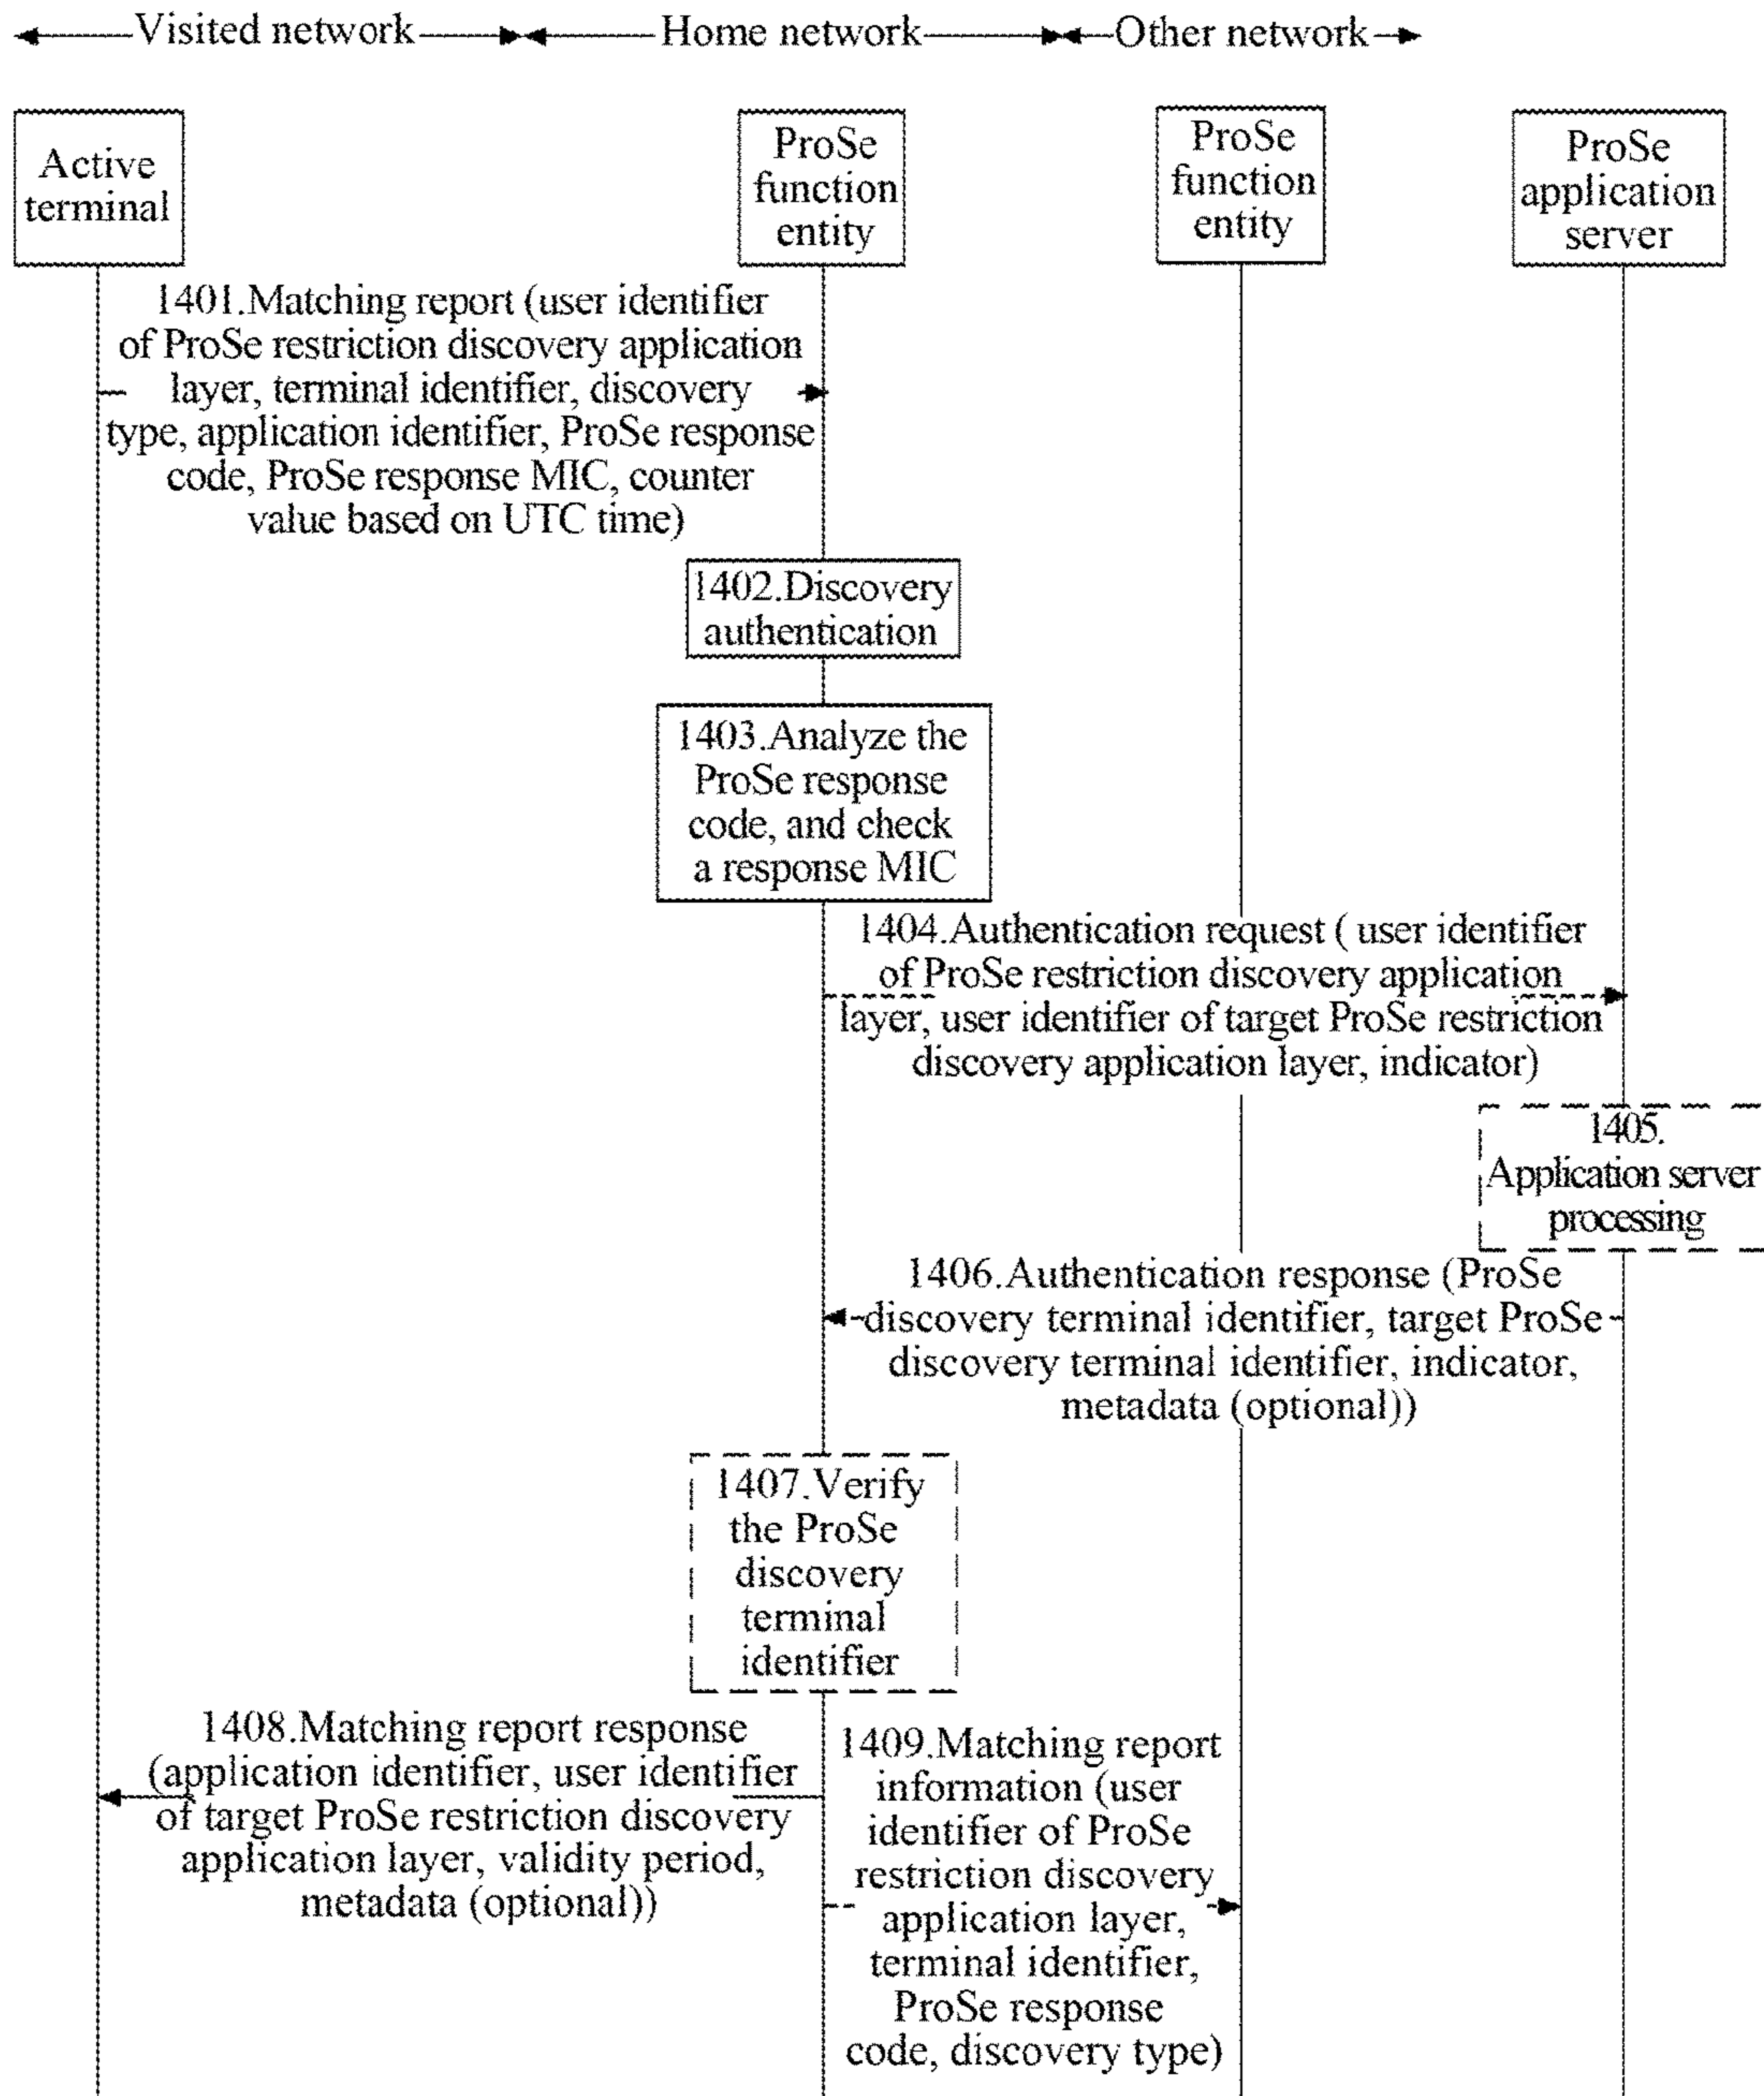 Visited network
Home network
Other network
Active
terminal
ProSe
function
entity
ProSe
function
entity
ProSe
application
server
1401.Matching report (user identifier
of ProSe restriction discovery application
layer, terminal identifier, discovery
type, application identifier, ProSe response
code, ProSe response MIC, counter
value based on UTC time)
1402.Discovery
authentication
1403.Analyze the
ProSe response
code, and check
a response MIC
1404.Authentication request ( user identifier
of ProSe restriction discovery application
layer, user identifier of target ProSe restriction
discovery application layer, indicator)
1405.
Application server
processing
1406.Authentication response (ProSe
discovery terminal identifier, target ProSe
discovery terminal identifier, indicator,
metadata (optional))
1407.Verify
the ProSe
discovery
terminal
identifier
1408.Matching report response
(application identifier, user identifier
of target ProSe restriction discovery
application layer, validity period,
metadata (optional))
1409.Matching report
information (user
identifier of ProSe
restriction discovery
application layer,
terminal identifier,
ProSe response
code, discovery type)